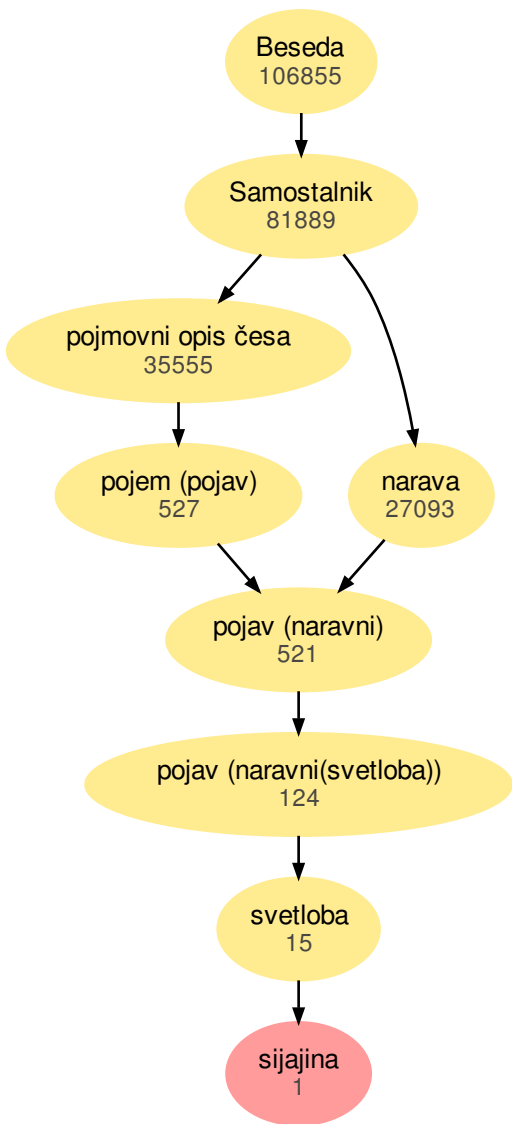 Beseda
106855
Samostalnik
81889
pojmovni opis česa
35555
pojem (pojav)
527
narava
27093
pojav (naravni)
521
pojav (naravni(svetloba))
124
svetloba
15
sijajina
1